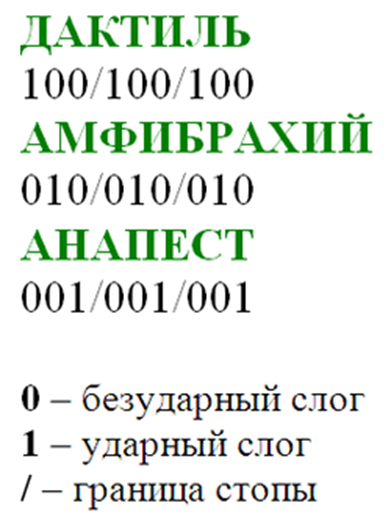 ДАКТИЛЬ
100/100/100
АМФИБРАХИЙ
010/010/010
АНАПЕСТ
001/001/001
0 – безударный слог
1 – ударный слог
/ – граница стопы